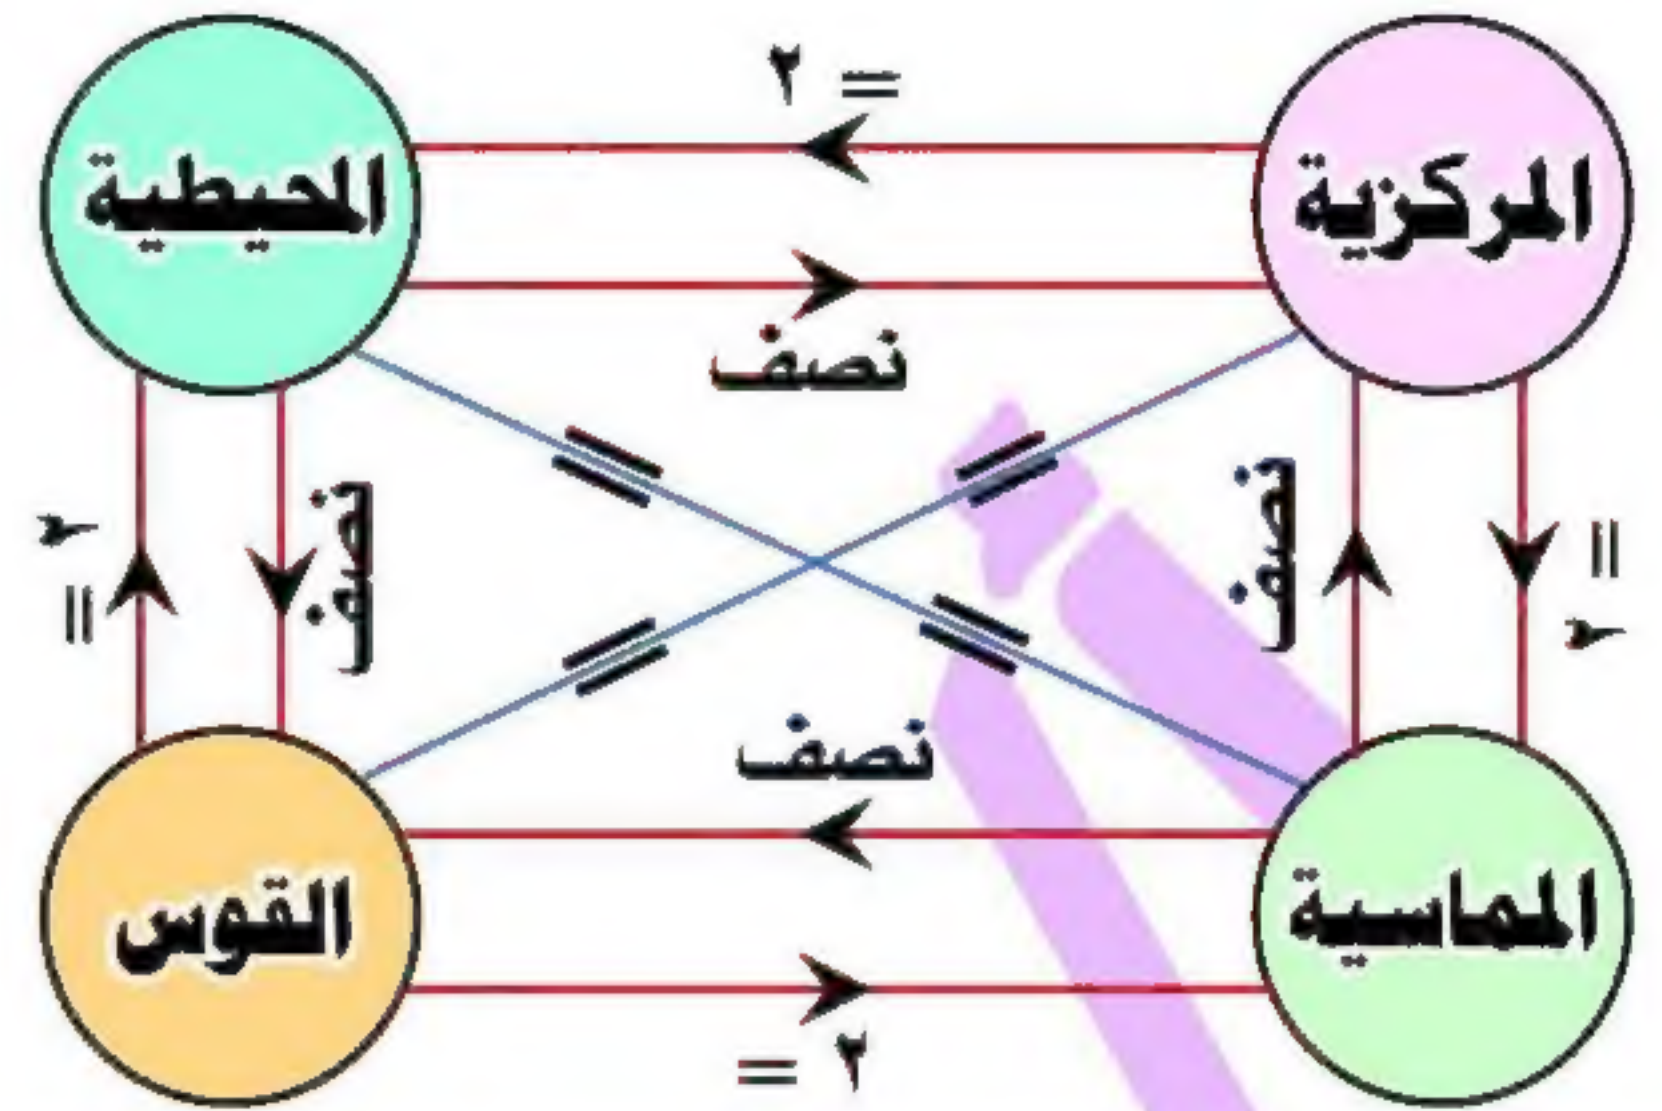 = ٢
المركزية
المحيطية
نصف
= ٢
نصف
نصف
= ٢
نصف
المماسية
القوس
= ٢